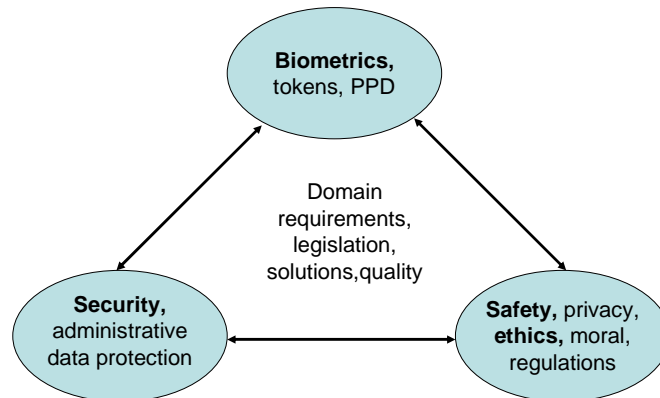 Biometrics,
tokens, PPD
Domain
requirements,
legislation,
solutions,quality
Security,
administrative
data protection
Safety, privacy,
ethics, moral,
regulations